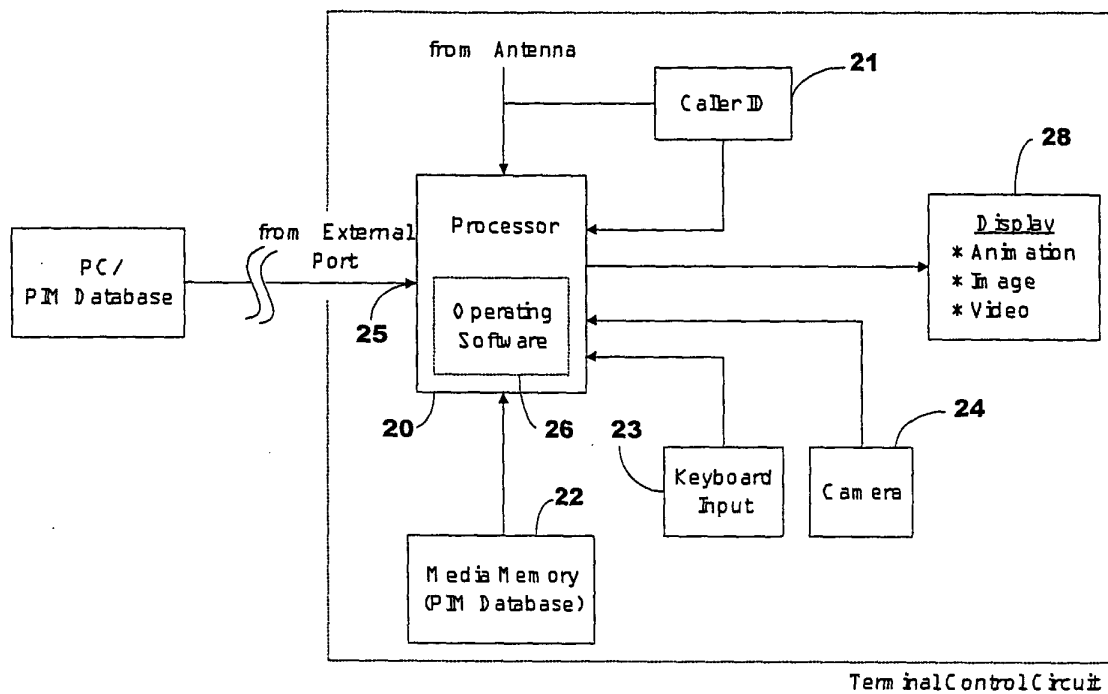 from Antenna
21
Caller ID
28
Display
* Animation
* Image
* Video
Processor
from External
Port
PC/
PIM Database
25
Operating
Software
20
26
23
24
Keyboard
Input
Camera
22
Media Memory
(PIM Database)
Terminal Control Circuit